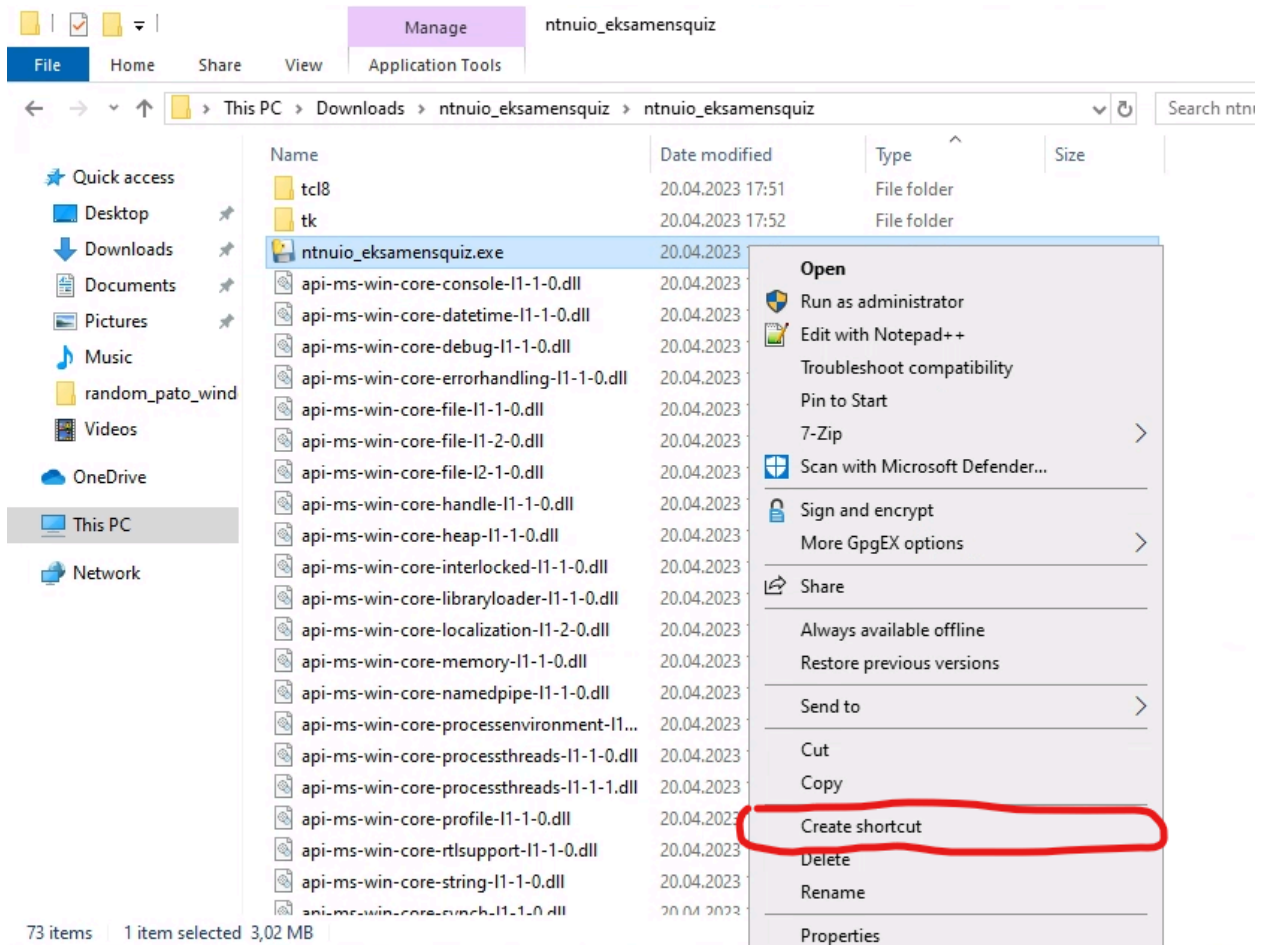 Manage
ntnuio_eksamensquiz
File Home Share View Application Tools
This PC > Downloads > ntnuio_eksamensquiz > ntnuio_eksamensquiz
Search
Name Date modified Type Size
Quick access
Desktop
Downloads
Documents
Pictures
Music
random_pato_wind
Videos
OneDrive
This PC
Network
tcl8 20.04.2023 17:51 File folder
tk 20.04.2023 17:52 File folder
ntnuio_eksamensquiz.exe 20.04.2023
api-ms-win-core-console-l1-1-0.dll 20.04.2023
api-ms-win-core-datetime-l1-1-0.dll 20.04.2023
api-ms-win-core-debug-l1-1-0.dll 20.04.2023
api-ms-win-core-errorhandling-l1-1-0.dll 20.04.2023
api-ms-win-core-file-l1-1-0.dll 20.04.2023
api-ms-win-core-file-l1-2-0.dll 20.04.2023
api-ms-win-core-file-l2-1-0.dll 20.04.2023
api-ms-win-core-handle-l1-1-0.dll 20.04.2023
api-ms-win-core-heap-l1-1-0.dll 20.04.2023
api-ms-win-core-interlocked-l1-1-0.dll 20.04.2023
api-ms-win-core-libraryloader-l1-1-0.dll 20.04.2023
api-ms-win-core-localization-l1-2-0.dll 20.04.2023
api-ms-win-core-memory-l1-1-0.dll 20.04.2023
api-ms-win-core-namedpipe-l1-1-0.dll 20.04.2023
api-ms-win-core-processenvironment-l1... 20.04.2023
api-ms-win-core-processthreads-l1-1-0.dll 20.04.2023
api-ms-win-core-processthreads-l1-1-1.dll 20.04.2023
api-ms-win-core-profile-l1-1-0.dll 20.04.2023
api-ms-win-core-rtlsupport-l1-1-0.dll 20.04.2023
api-ms-win-core-string-l1-1-0.dll 20.04.2023
api-ms-win-core-synch-l1-1-0.dll 20.04.2023
Open
Run as administrator
Edit with Notepad++
Troubleshoot compatibility
Pin to Start
7-Zip
Scan with Microsoft Defender...
Sign and encrypt
More GpgEX options
Share
Always available offline
Restore previous versions
Send to
Cut
Copy
Create shortcut
Delete
Rename
Properties
73 items 1 item selected 3,02 MB